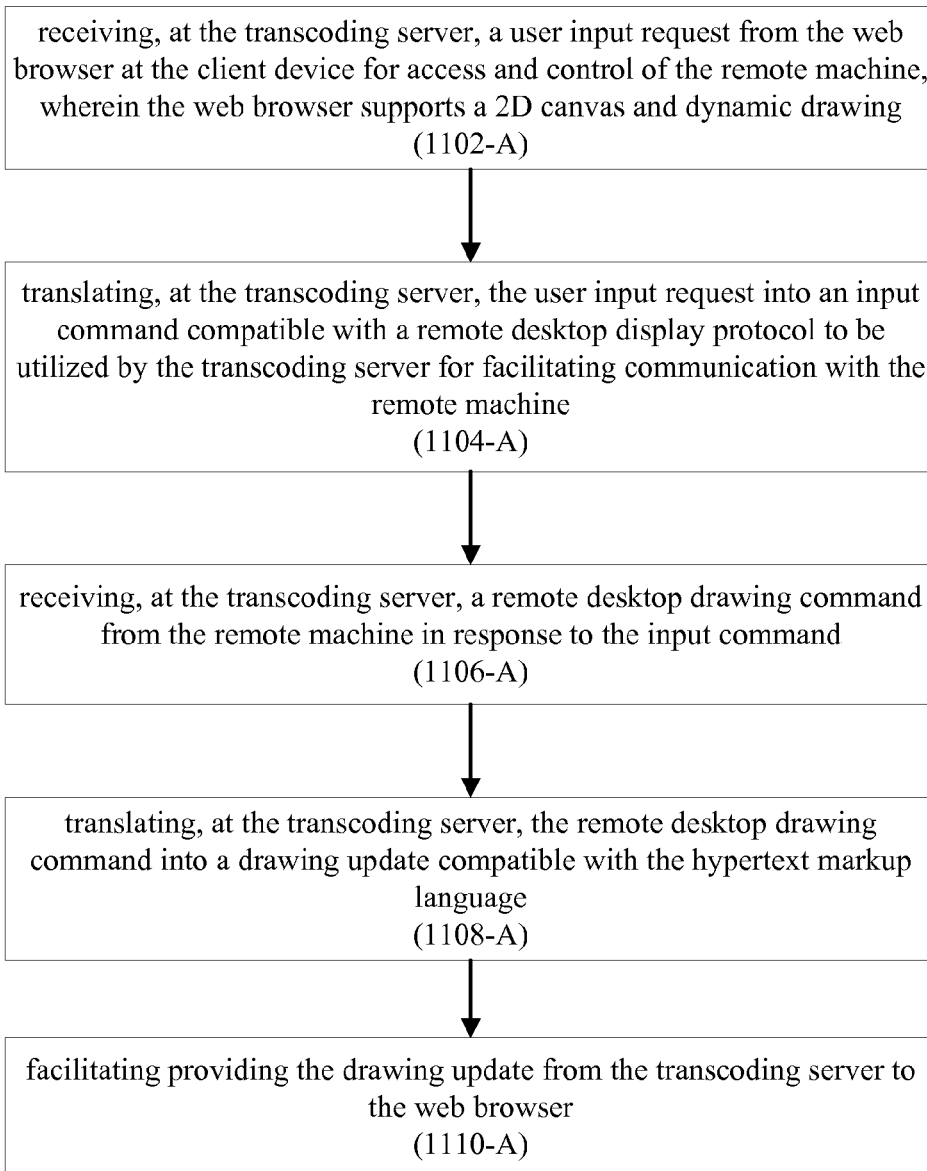 receiving, at the transcoding server, a user input request from the web
browser at the client device for access and control of the remote machine,
wherein the web browser supports a 2D canvas and dynamic drawing
(1102-A)
translating, at the transcoding server, the user input request into an input
command compatible with a remote desktop display protocol to be
utilized by the transcoding server for facilitating communication with the
remote machine
(1104-A)
receiving, at the transcoding server, a remote desktop drawing command
from the remote machine in response to the input command
(1106-A)
translating, at the transcoding server, the remote desktop drawing
command into a drawing update compatible with the hypertext markup
language
(1108-A)
facilitating providing the drawing update from the transcoding server to
the web browser
(1110-A)